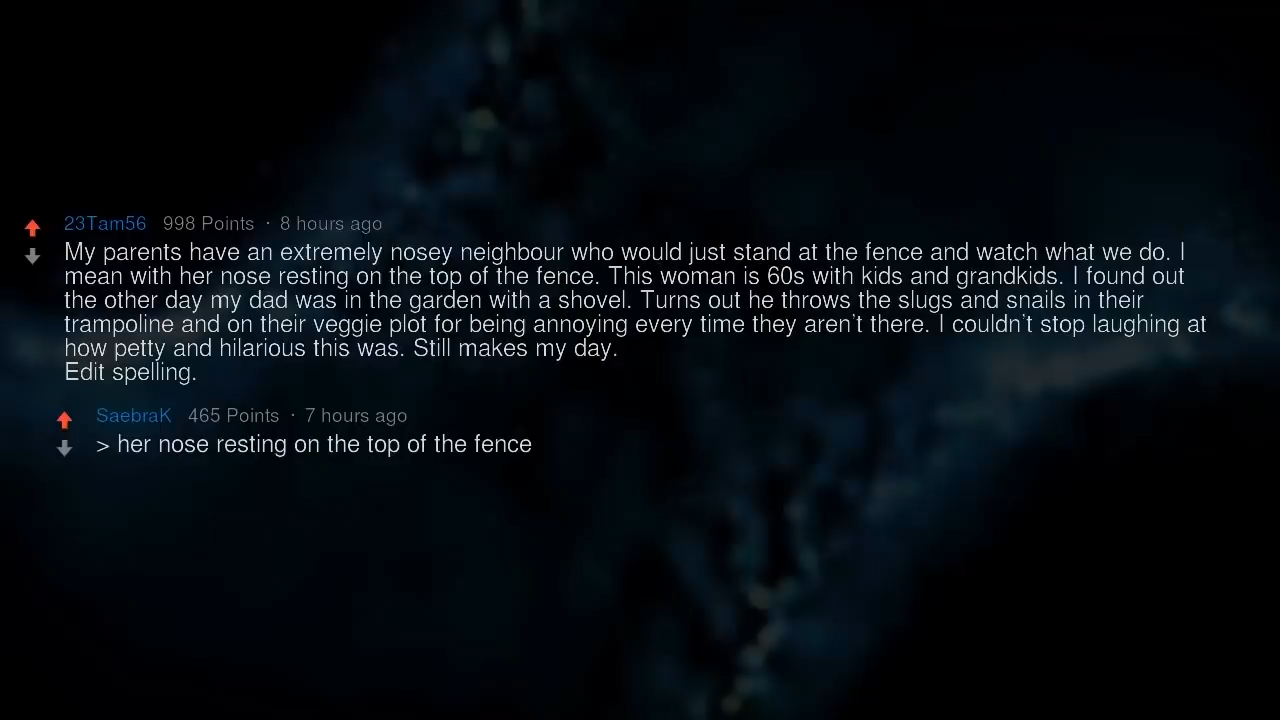 23Tam56 998 Points · 8 hours ago
My parents have an extremely nosey neighbour who would just stand at the fence and watch what we do. I
mean with her nose resting on the top of the fence. This woman is 60s with kids and grandkids. I found out
the other day my dad was in the garden with a shovel. Turns out he throws the slugs and snails in their
trampoline and on their veggie plot for being annoying every time they aren't there. I couldn't stop laughing at
how petty and hilarious this was. Still makes my day.
Edit spelling.
SaebraK 465 Points · 7 hours ago
> her nose resting on the top of the fence